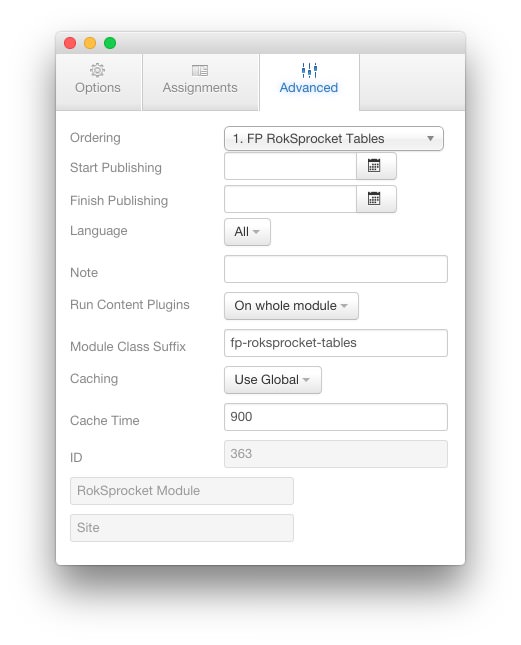 Options
Assignments
Advanced
Ordering
1. FP RokSprocket Tables
Start Publishing
Finish Publishing
Language
All
Note
Run Content Plugins
On whole module
Module Class Suffix
fp-roksprocket-tables
Caching
Use Global
Cache Time
900
ID
363
RokSprocket Module
Site